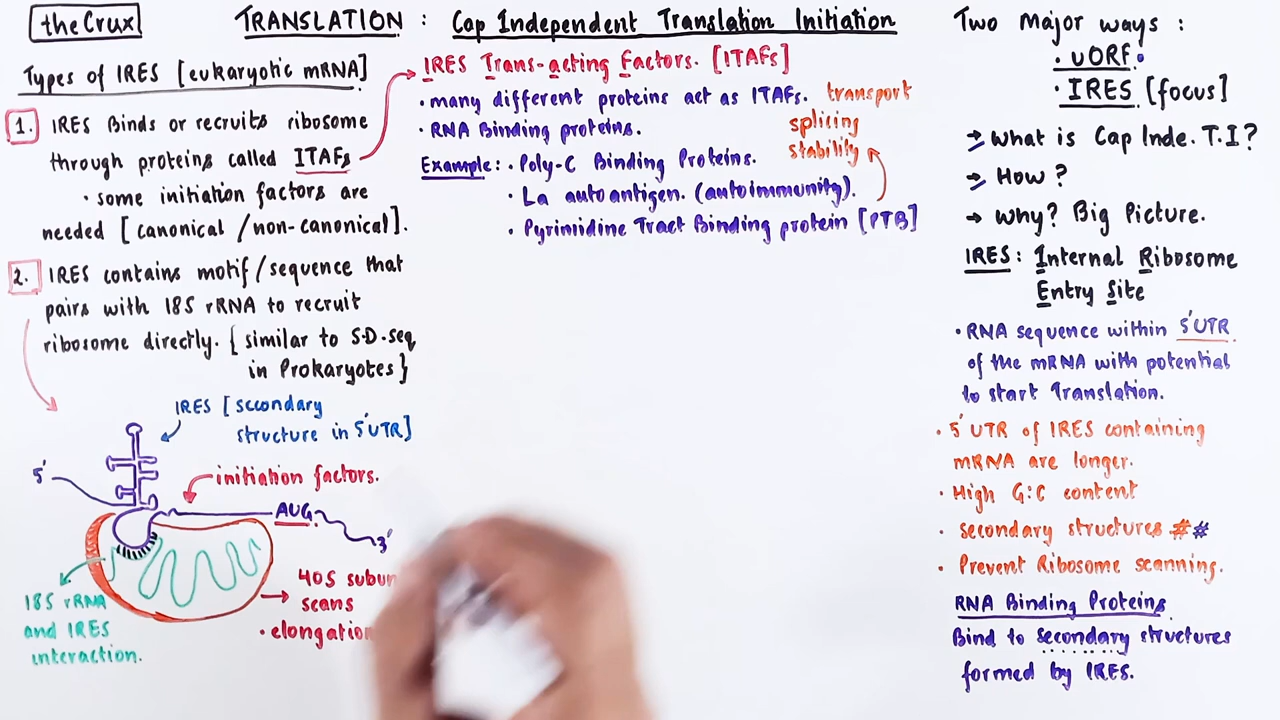 theCrux
TRANSLATION : Cap Independent Translation Initiation
Types of IRES [eukaryotic mRNA]
1. IRES Binds or recruits ribosome
through proteins called ITAFs
• some initiation factors are
needed [canonical /non-canonical].
2. IRES contains motif/sequence that
pairs with 18S rRNA to recruit
ribosome directly. { similar to S.D. seq
in Prokaryotes }
IRES [secondary
structure in 5'UTR]
5'
initiation factors.
AUG
3'
18S rRNA
and IRES
interaction.
40S
scans
• elongation
IRES Trans-acting Factors. [ITAFs]
• many different proteins act as ITAFs.
• RNA Binding proteins.
transport
splicing
stability
Example: • Poly-C Binding Proteins.
• La autoantigen. (autoimmunity).
• Pyrimidine Tract Binding protein [PTB]
Two Major ways :
• uORF•
• IRES [focus]
→ What is Cap Inde. T.I?
→ How ?
→ Why? Big Picture.
IRES : Internal Ribosome
Entry Site
• RNA sequence within 5'UTR
of the mRNA with potential
to start Translation.
• 5' UTR of IRES containing
mRNA are longer.
• High G:C content
• secondary structures # #
• Prevent Ribosome scanning.
RNA Binding Proteins
Bind to secondary structures
formed by IRES.